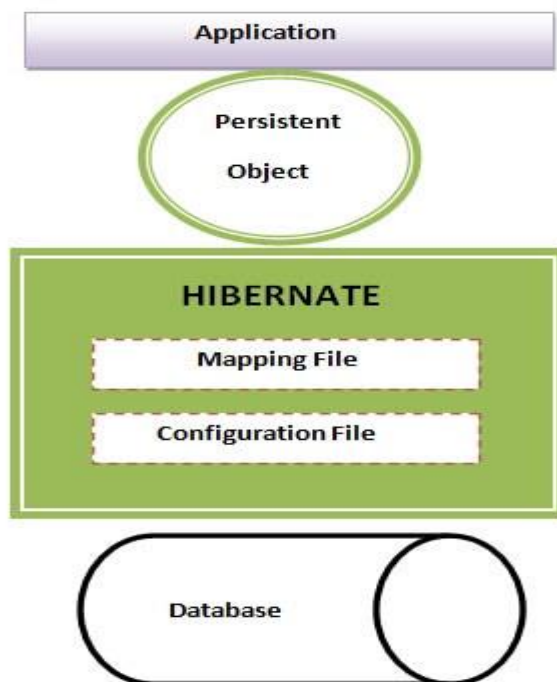 Application
Persistent
Object
HIBERNATE
Mapping File
Configuration File
Database